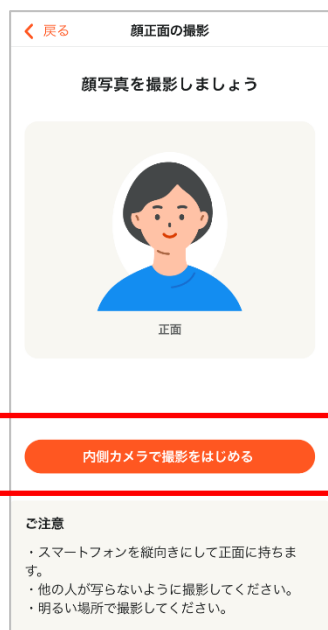 戻る 顔正面の撮影
顔写真を撮影しましょう
正面
内側カメラで撮影をはじめる
ご注意
・スマートフォンを縦向きにして正面に持ちま
す。
・他の人が写らないように撮影してください。
・明るい場所で撮影してください。